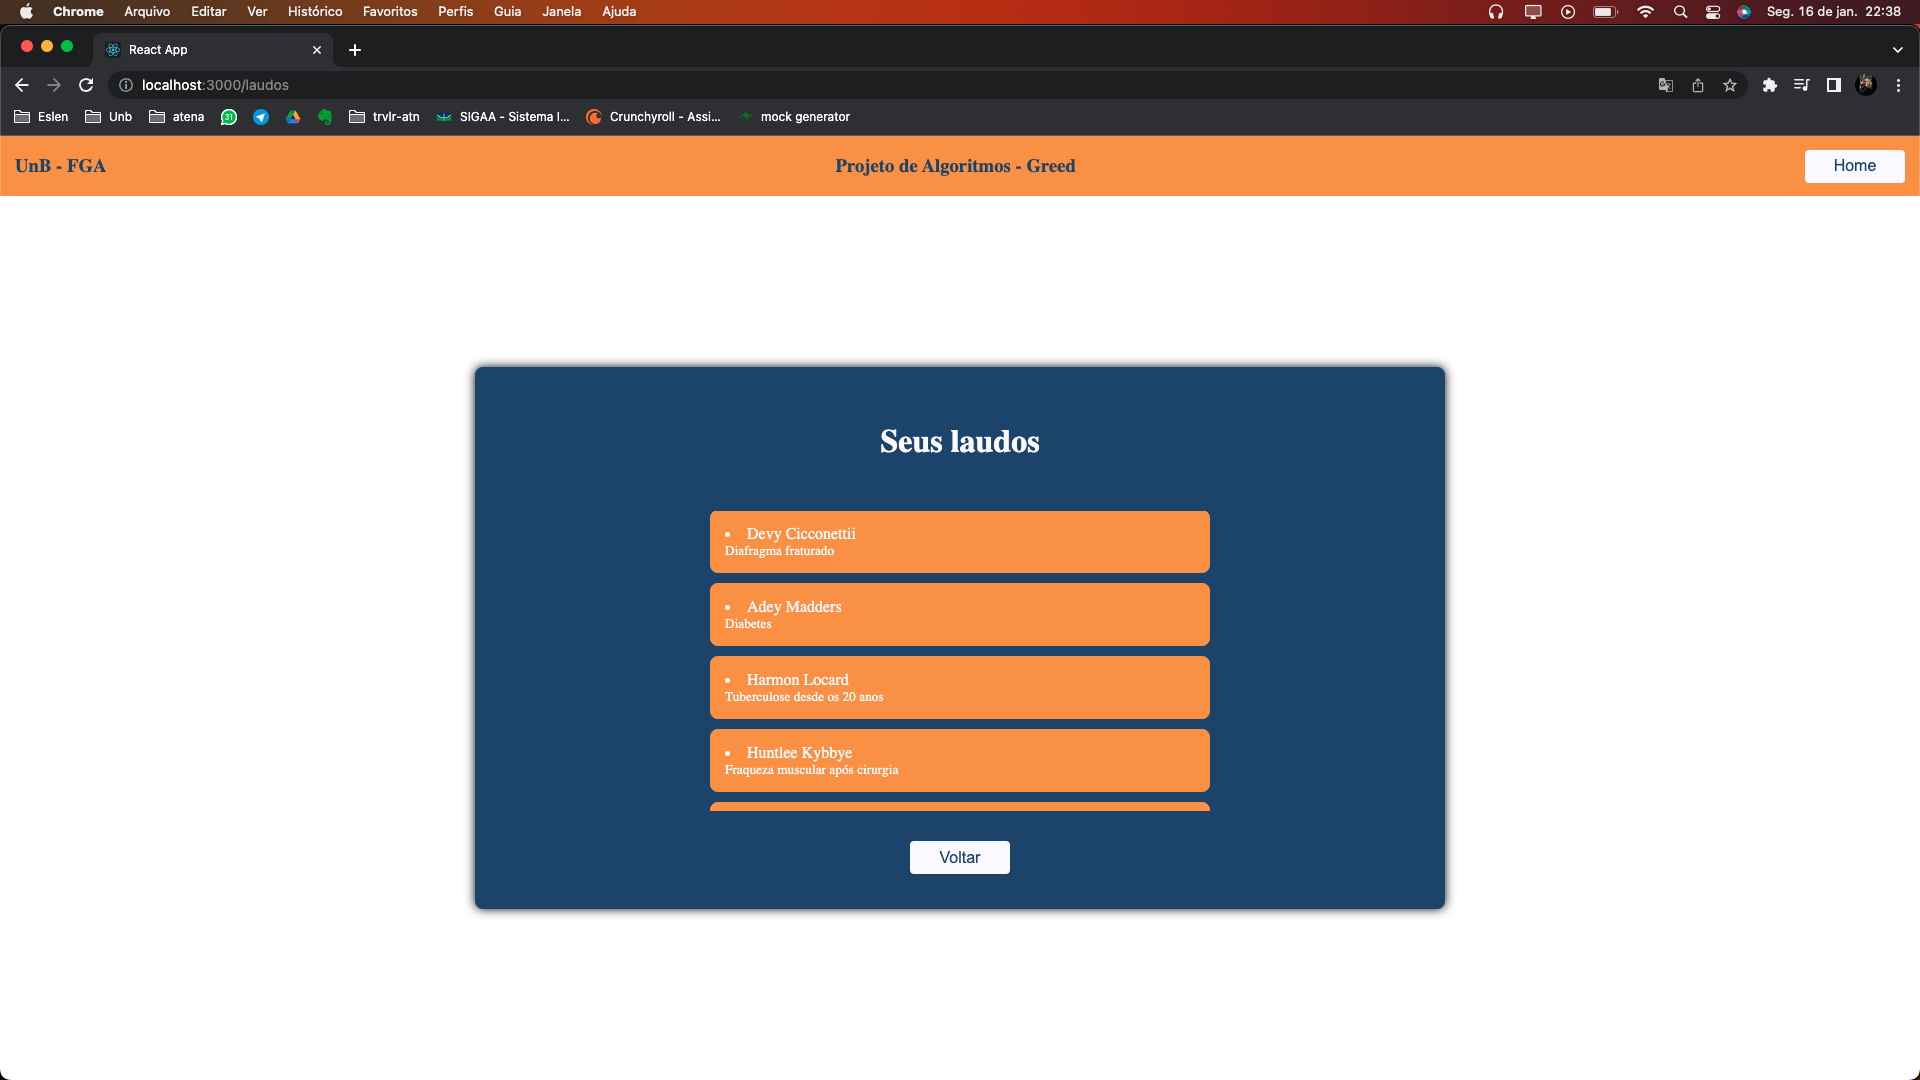 Chrome Arquivo Editar Ver Histórico Favoritos Perfis Guia Janela Ajuda Seg. 16 de jan. 22:38
React App
localhost:3000/laudos
Eslen Unb atena 31 trvlr-atn SIGAA - Sistema I... Crunchyroll - Assi... mock generator
UnB - FGA Projeto de Algoritmos - Greed Home
Seus laudos
• Devy Cicconettii
Diafragma fraturado
• Adey Madders
Diabetes
• Harmon Locard
Tuberculose desde os 20 anos
• Huntlee Kybbye
Fraqueza muscular após cirurgia
Voltar